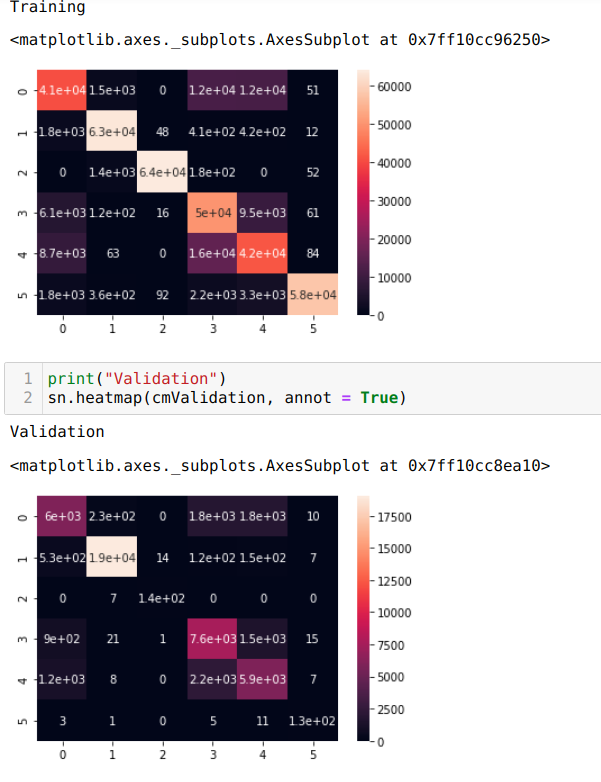 Training
<matplotlib.axes._subplots.AxesSubplot at 0x7ff10cc96250>
0 4.1e+04 1.5e+03 0 1.2e+04 1.2e+04 51
1 1.8e+03 6.3e+04 48 4.1e+02 4.2e+02 12
2 0 1.4e+03 6.4e+04 1.8e+02 0 52
3 6.1e+03 1.2e+02 16 5e+04 9.5e+03 61
4 8.7e+03 63 0 1.6e+04 4.2e+04 84
5 1.8e+03 3.6e+02 92 2.2e+03 3.3e+03 5.8e+04
0 1 2 3 4 5
60000
50000
40000
30000
20000
10000
0
1 print("Validation")
2 sn.heatmap(cmValidation, annot = True)
Validation
<matplotlib.axes._subplots.AxesSubplot at 0x7ff10cc8ea10>
0 6e+03 2.3e+02 0 1.8e+03 1.8e+03 10
1 5.3e+02 1.9e+04 14 1.2e+02 1.5e+02 7
2 0 7 1.4e+02 0 0 0
3 9e+02 21 1 7.6e+03 1.5e+03 15
4 1.2e+03 8 0 2.2e+03 5.9e+03 7
5 3 1 0 5 11 1.3e+02
0 1 2 3 4 5
17500
15000
12500
10000
7500
5000
2500
0